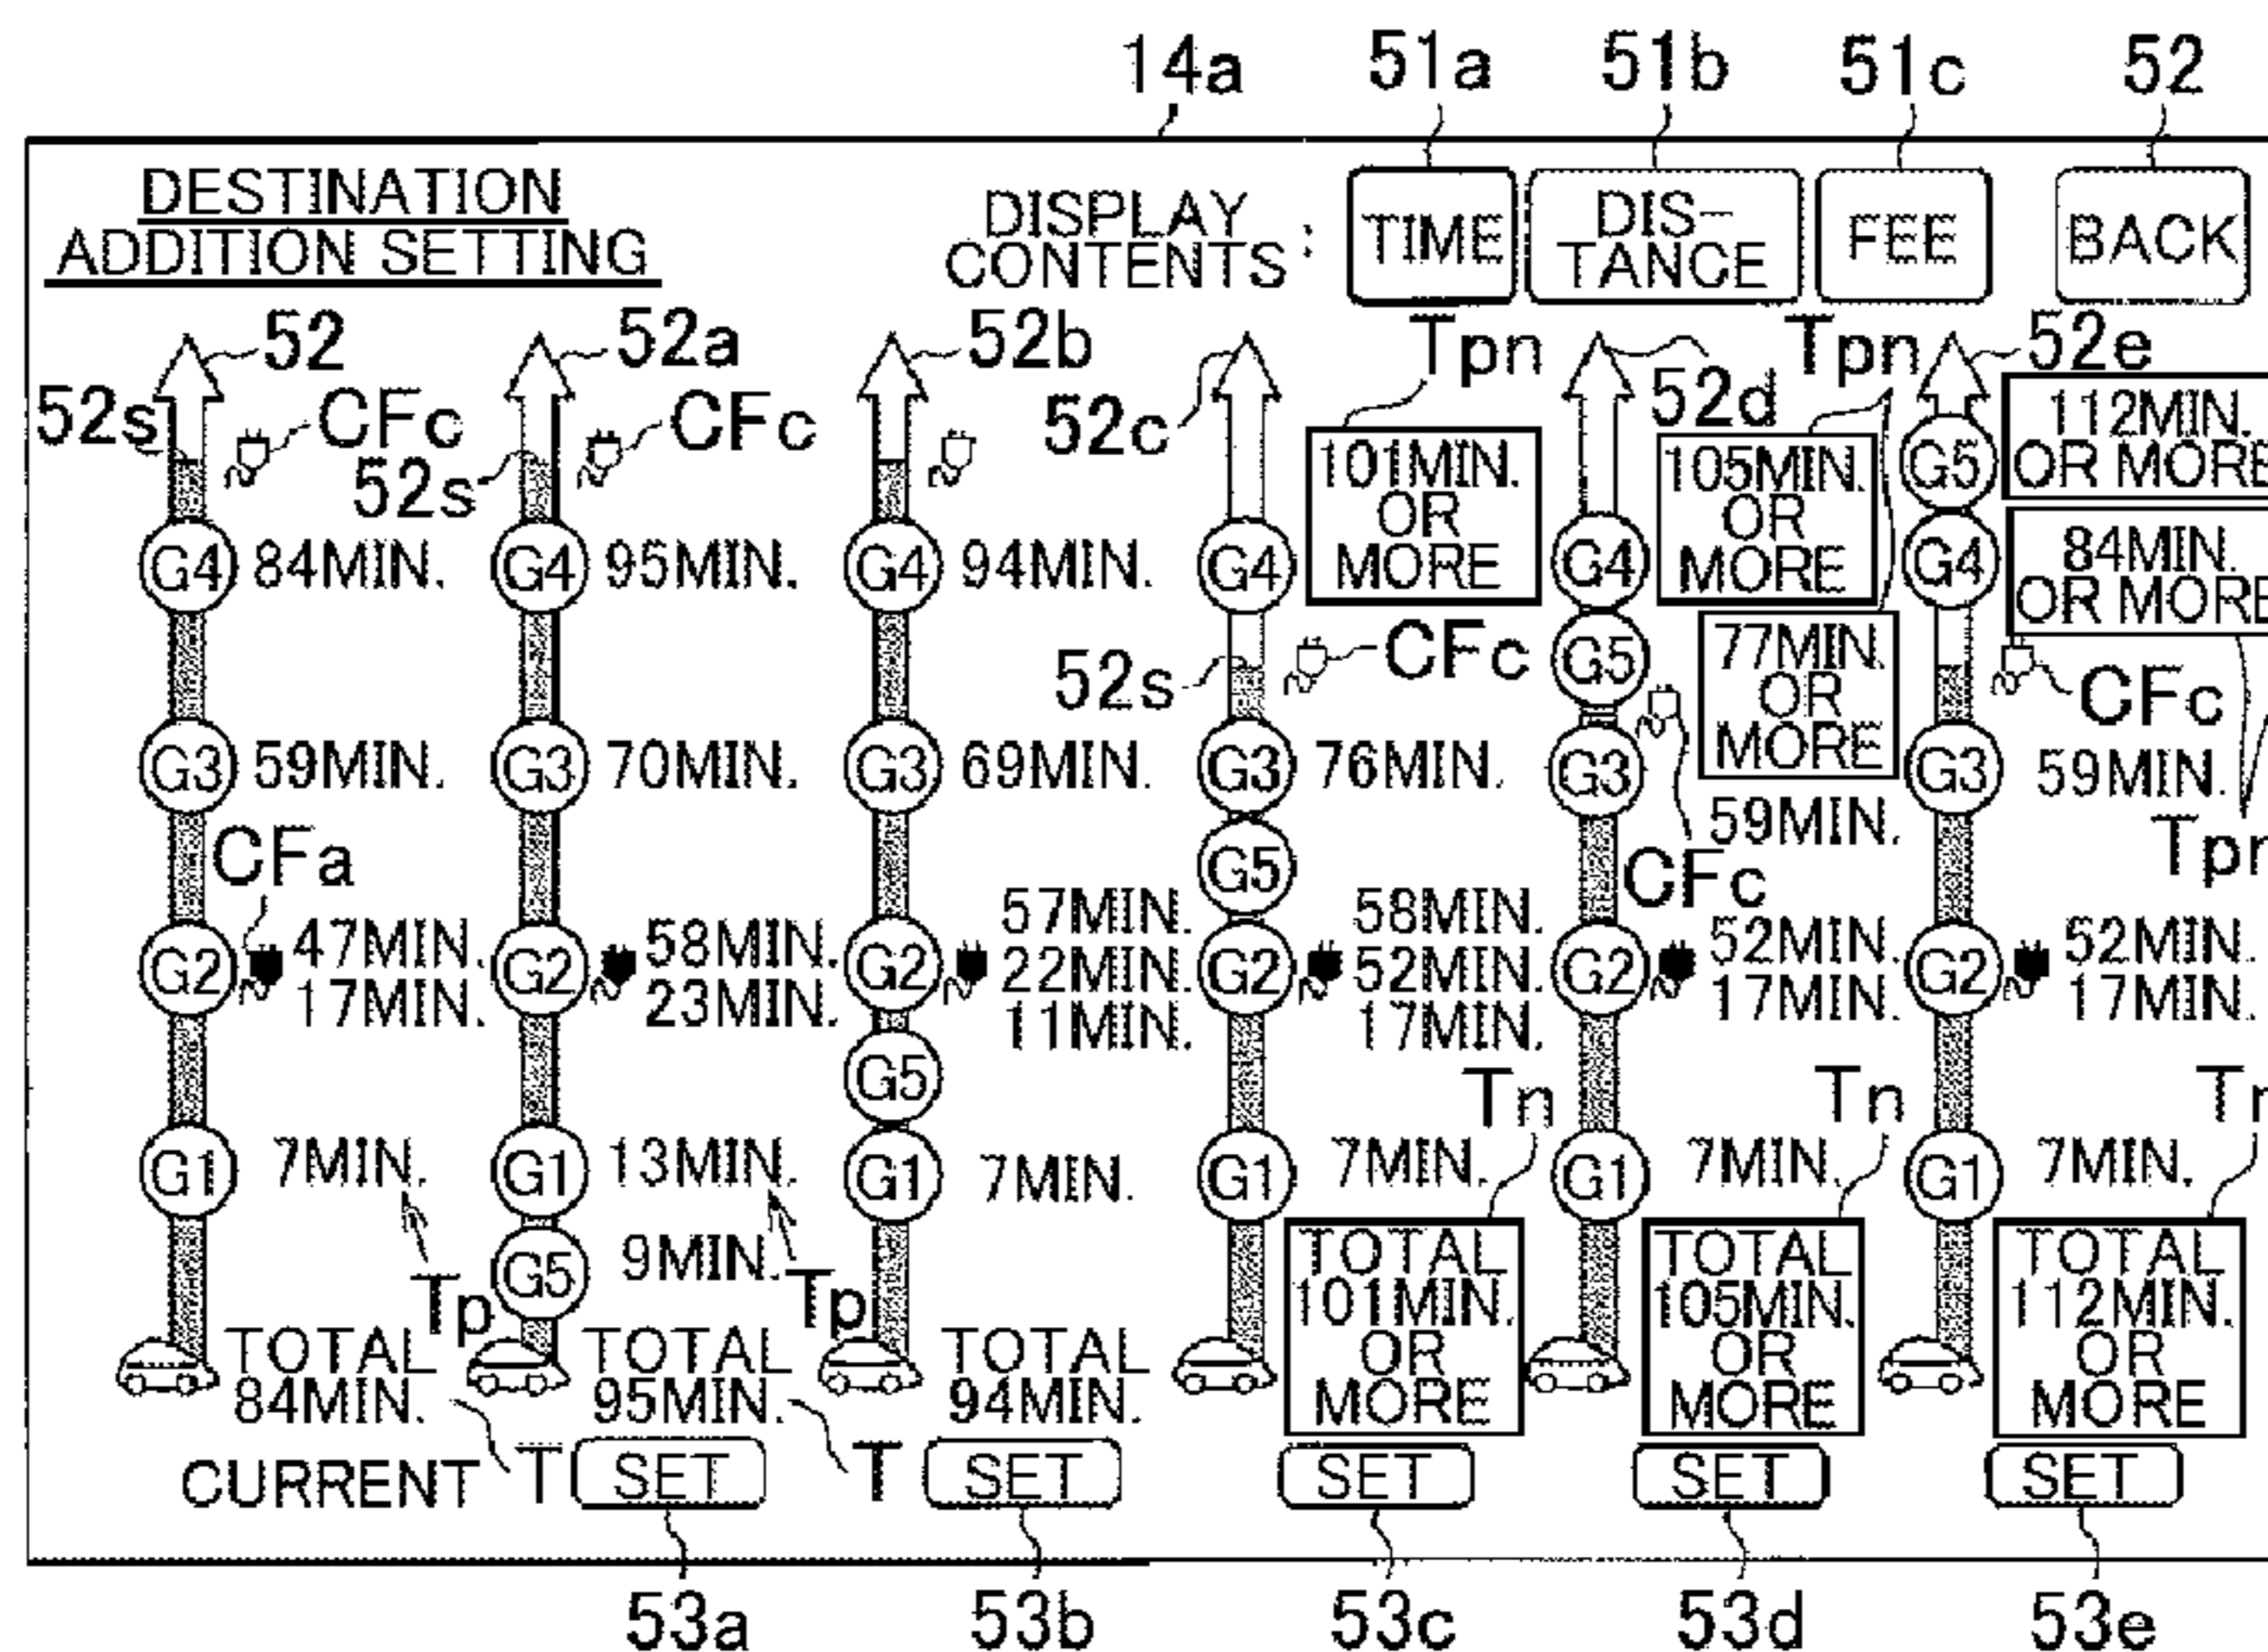 14a 51a 51b 51c 52
DESTINATION
ADDITION SETTING
DISPLAY
CONTENTS :
TIME
DIS-
TANCE
FEE
BACK
52
52s
CFc
G4 84MIN.
G3 59MIN.
CFa
G2 47MIN.
17MIN.
G1 7MIN.
Tp
TOTAL
84MIN.
CURRENT T
52a
CFc
52s
G4 95MIN.
G3 70MIN.
G2 58MIN.
23MIN.
G1 13MIN.
G5 9MIN.
Tp
TOTAL
95MIN.
SET T
53a
52b
G4 94MIN.
G3 69MIN.
57MIN.
G2 22MIN.
11MIN.
G5
G1 7MIN.
TOTAL
94MIN.
SET
53b
52c
Tpn
101MIN.
OR
MORE
G4
CFc
52s
G3 76MIN.
G5
58MIN.
G2 52MIN.
17MIN.
Tn
G1 7MIN.
TOTAL
101MIN.
OR
MORE
SET
53c
52d
Tpn
105MIN.
OR
MORE
G4
G5
77MIN.
OR
MORE
G3
59MIN.
CFc
G2 52MIN.
17MIN.
Tn
G1 7MIN.
TOTAL
105MIN.
OR
MORE
SET
53d
52e
G5
112MIN.
OR MORE
G4
84MIN.
OR MORE
CFc
G3 59MIN.
Tpn
G2 52MIN.
17MIN.
G1 7MIN.
TOTAL
112MIN.
OR
MORE
SET
53e